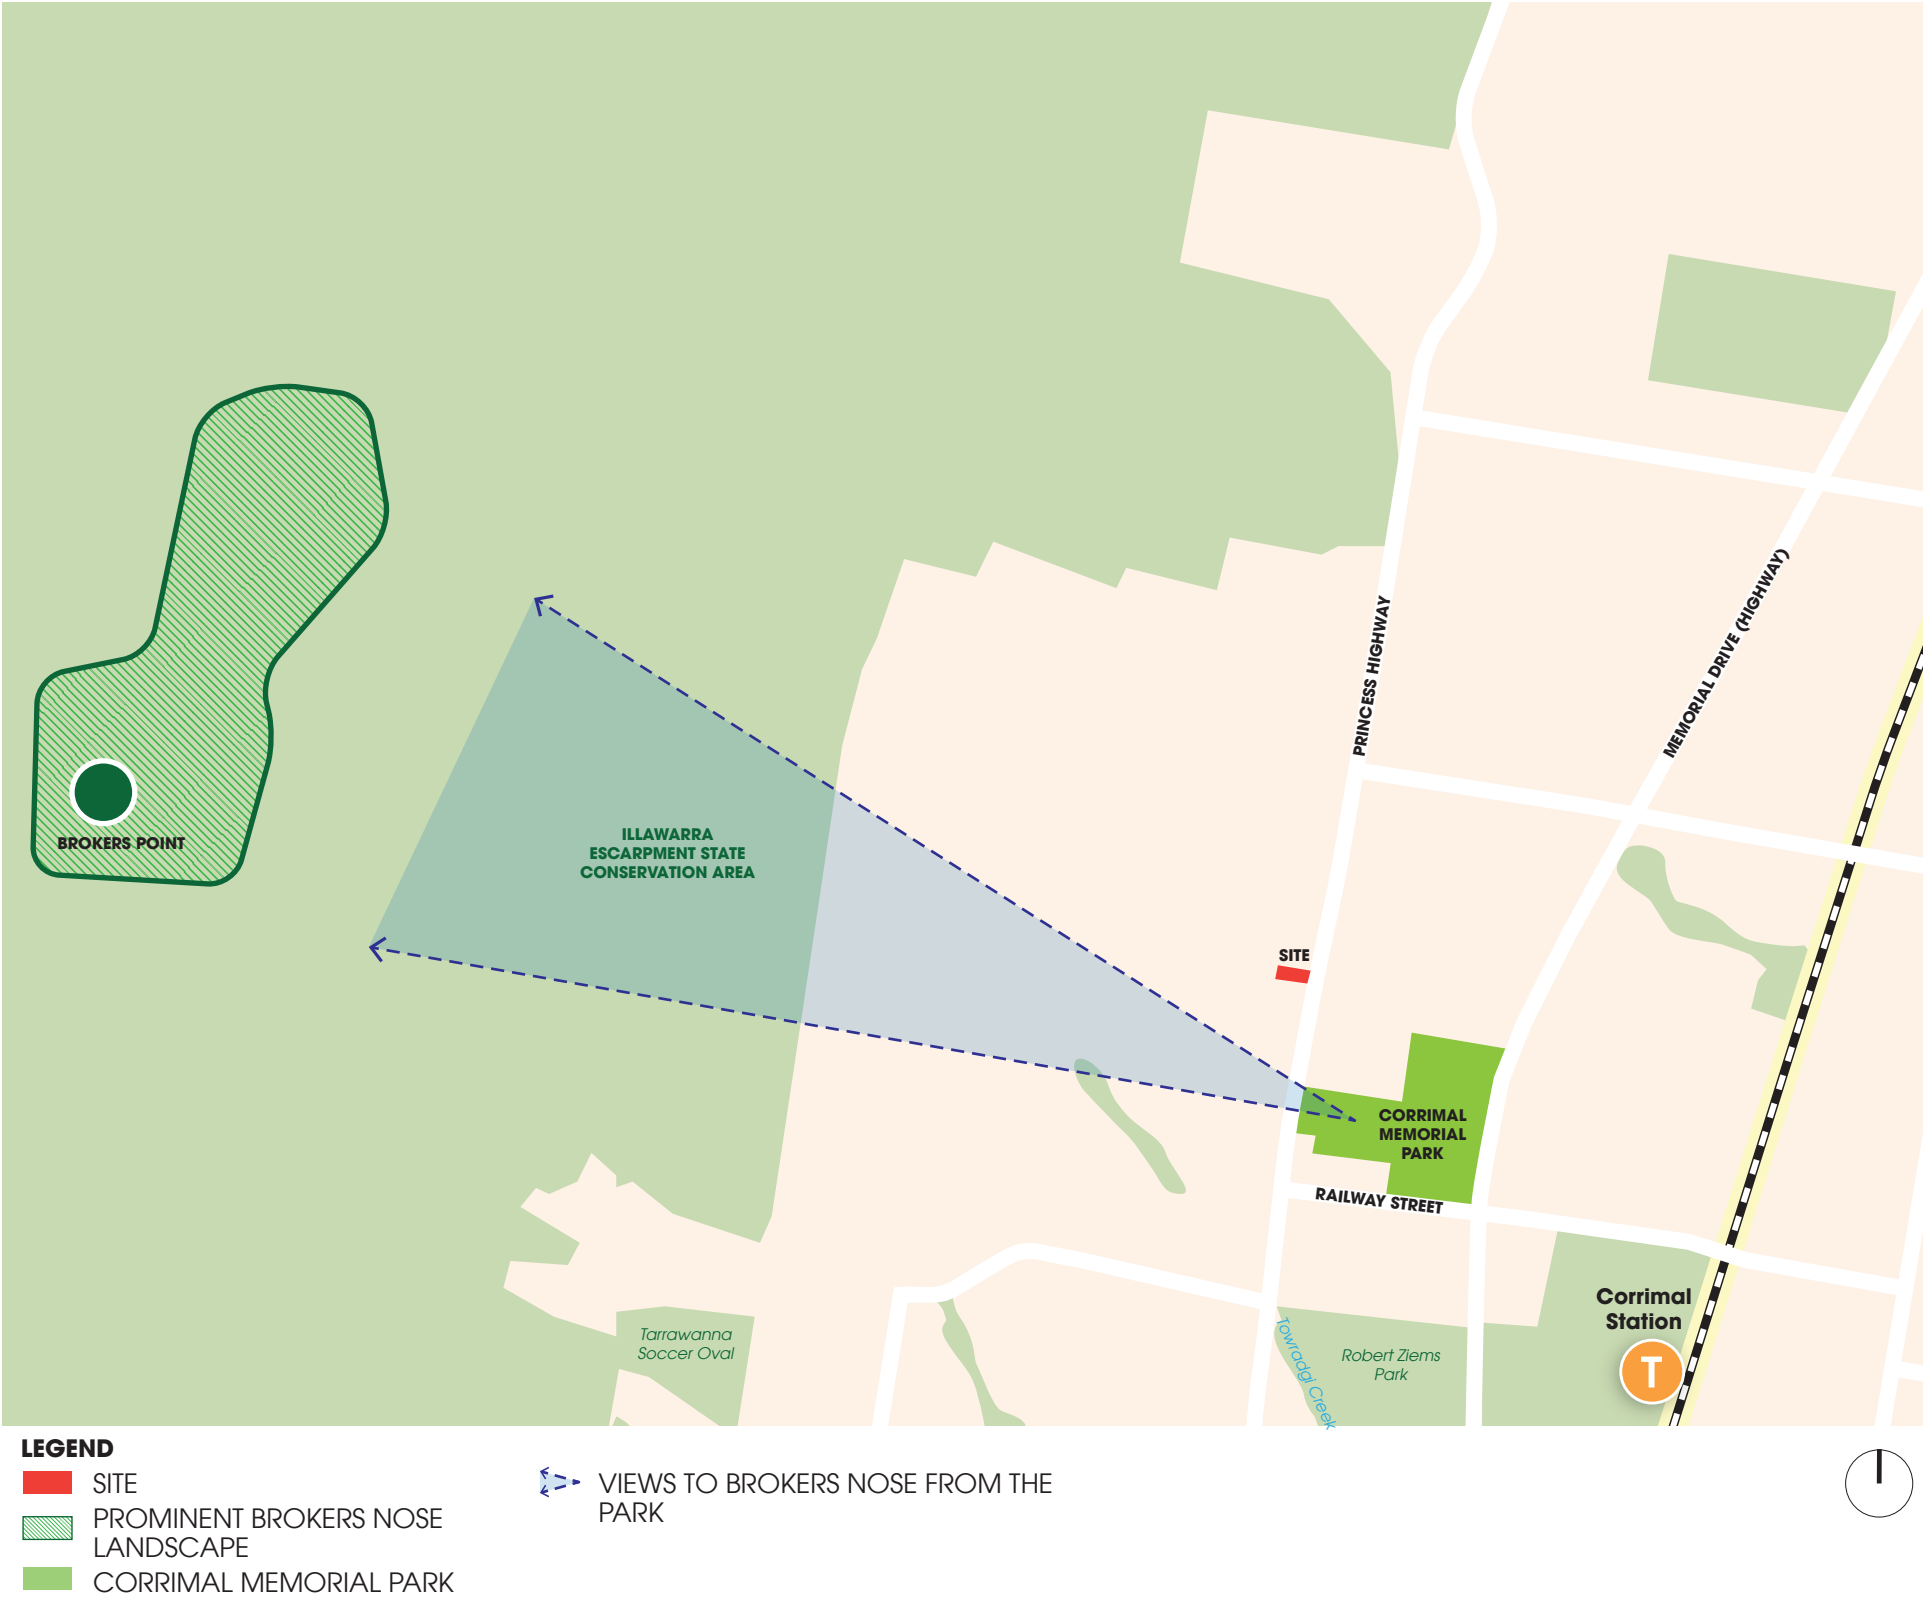 PRINCESS HIGHWAY
MEMORIAL DRIVE (HIGHWAY)
BROKERS POINT
ILLAWARRA
ESCARPMENT STATE
CONSERVATION AREA
SITE
CORRIMAL
MEMORIAL
PARK
RAILWAY STREET
Corrimal
Station
T
Tarrawanna
Soccer Oval
Towradgi Creek
Robert Ziems
Park
LEGEND
SITE
PROMINENT BROKERS NOSE
LANDSCAPE
CORRIMAL MEMORIAL PARK
VIEWS TO BROKERS NOSE FROM THE
PARK